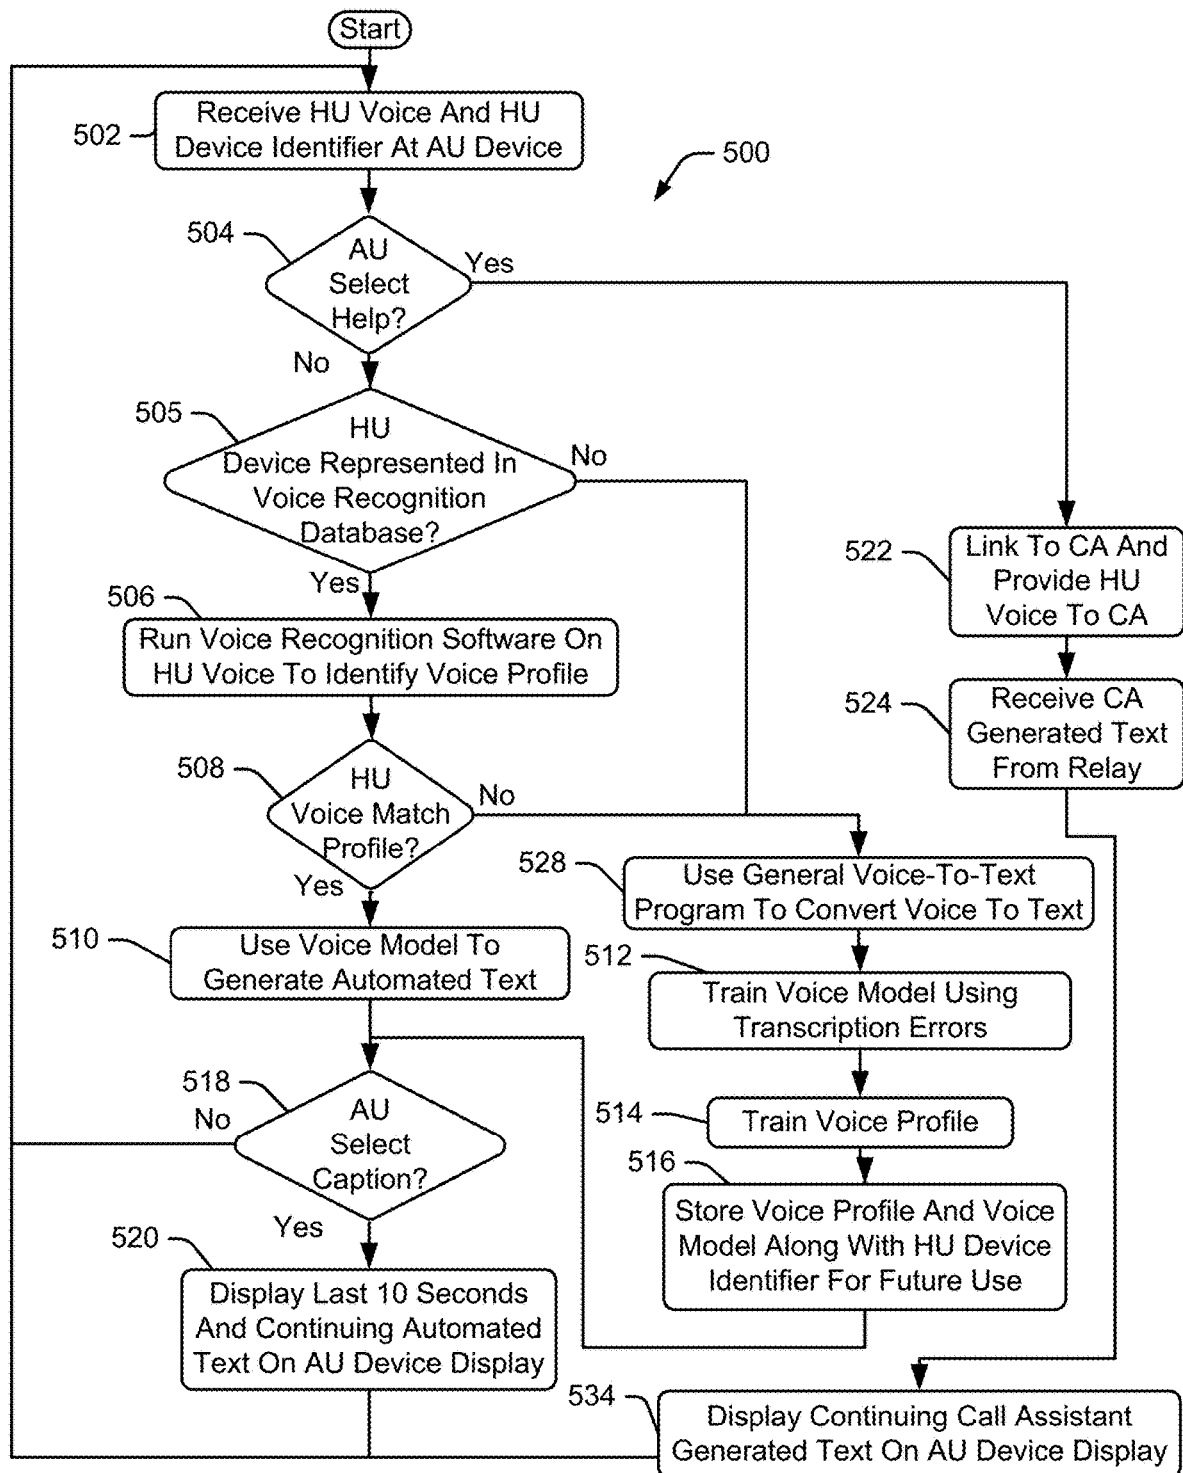 Start
502
Receive HU Voice And HU
Device Identifier At AU Device
500
504
AU
Select
Help?
Yes
No
505
HU
Device Represented In
Voice Recognition
Database?
No
Yes
522
Link To CA And
Provide HU
Voice To CA
506
Run Voice Recognition Software On
HU Voice To Identify Voice Profile
524
Receive CA
Generated Text
From Relay
508
HU
Voice Match
Profile?
No
Yes
528
Use General Voice-To-Text
Program To Convert Voice To Text
510
Use Voice Model To
Generate Automated Text
512
Train Voice Model Using
Transcription Errors
518
AU
Select
Caption?
No
Yes
514
Train Voice Profile
516
Store Voice Profile And Voice
Model Along With HU Device
Identifier For Future Use
520
Display Last 10 Seconds
And Continuing Automated
Text On AU Device Display
534
Display Continuing Call Assistant
Generated Text On AU Device Display